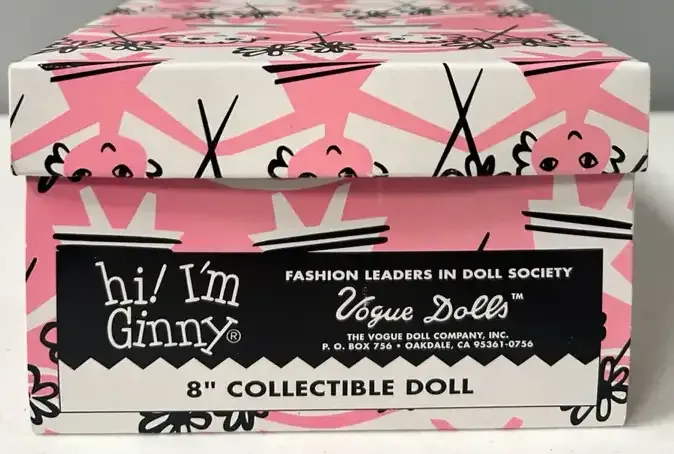 hi! I'm
Ginny®
FASHION LEADERS IN DOLL SOCIETY
Vogue Dolls™
THE VOGUE DOLL COMPANY, INC.
P. O. BOX 756 • OAKDALE, CA 95361-0756
8" COLLECTIBLE DOLL